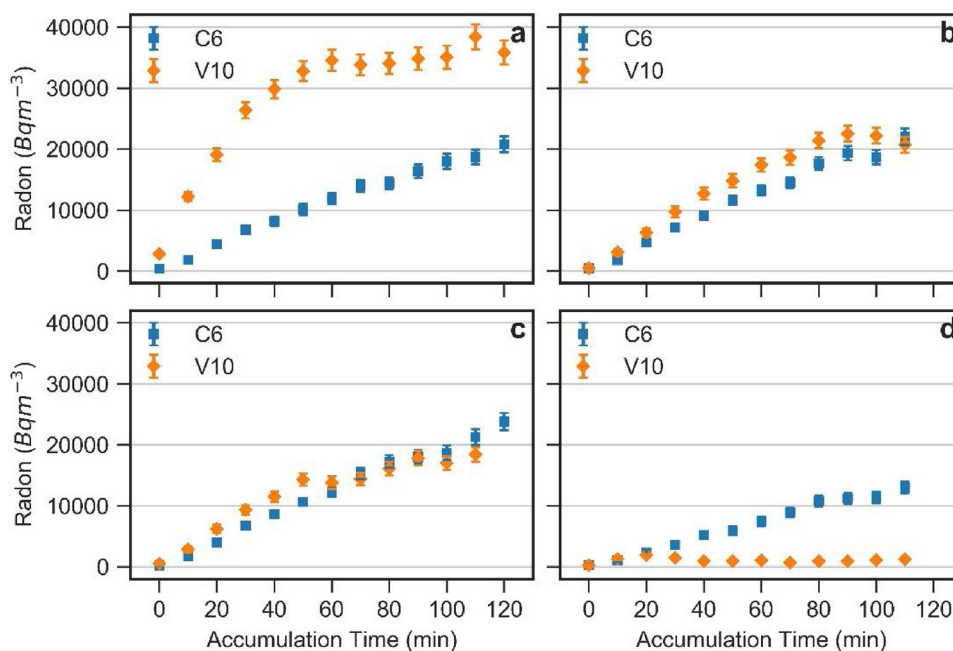 40000
30000
20000
10000
0
Radon (Bqm⁻³)
C6
V10
a
C6
V10
b
40000
30000
20000
10000
0
Radon (Bqm⁻³)
C6
V10
c
C6
V10
d
0 20 40 60 80 100 120
Accumulation Time (min)
0 20 40 60 80 100 120
Accumulation Time (min)